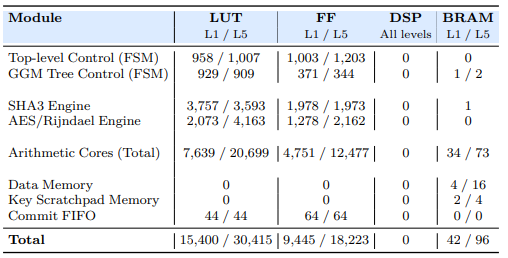 Module LUT FF DSP BRAM
L1 / L5 L1 / L5 All levels L1 / L5
Top-level Control (FSM) 958 / 1,007 1,003 / 1,203 0 0
GGM Tree Control (FSM) 929 / 909 371 / 344 0 1 / 2
SHA3 Engine 3,757 / 3,593 1,978 / 1,973 0 1
AES/Rijndael Engine 2,073 / 4,163 1,278 / 2,162 0 0
Arithmetic Cores (Total) 7,639 / 20,699 4,751 / 12,477 0 34 / 73
Data Memory 0 0 0 4 / 16
Key Scratchpad Memory 0 0 0 2 / 4
Commit FIFO 44 / 44 64 / 64 0 0 / 0
Total 15,400 / 30,415 9,445 / 18,223 0 42 / 96